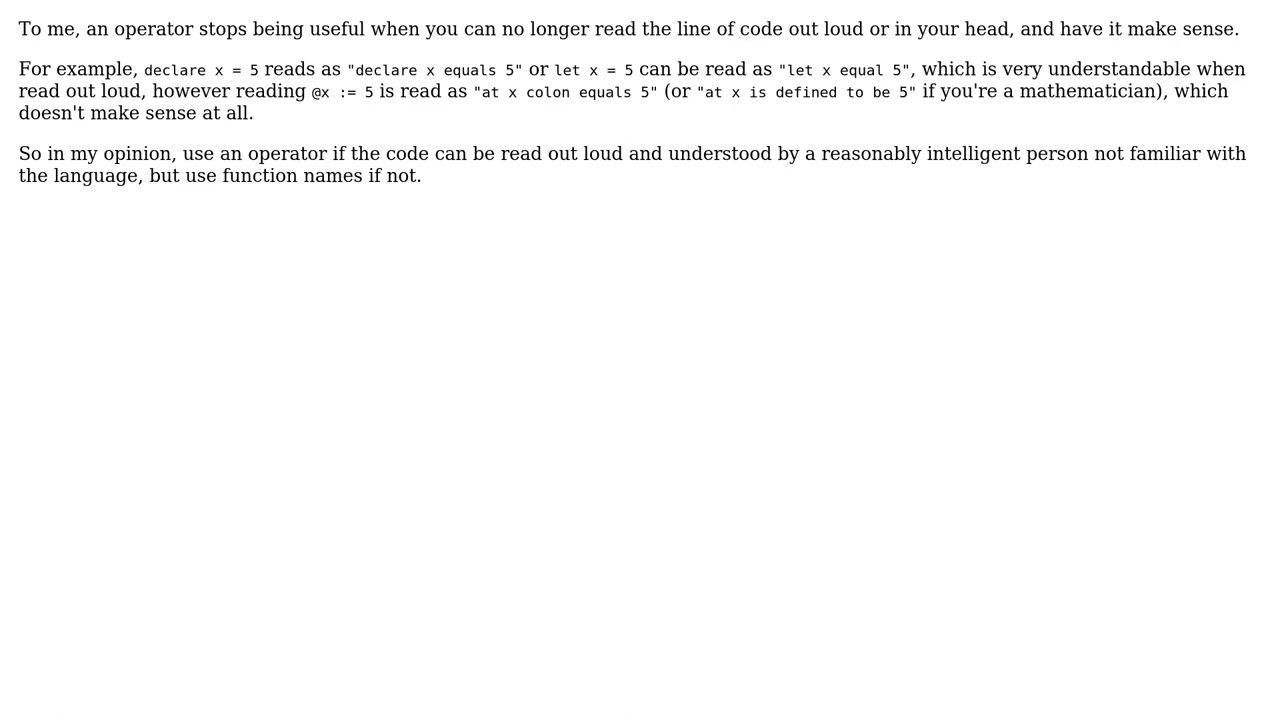 To me, an operator stops being useful when you can no longer read the line of code out loud or in your head, and have it make sense.
For example, declare x = 5 reads as "declare x equals 5" or let x = 5 can be read as "let x equal 5", which is very understandable when
read out loud, however reading @x := 5 is read as "at x colon equals 5" (or "at x is defined to be 5" if you're a mathematician), which
doesn't make sense at all.
So in my opinion, use an operator if the code can be read out loud and understood by a reasonably intelligent person not familiar with
the language, but use function names if not.